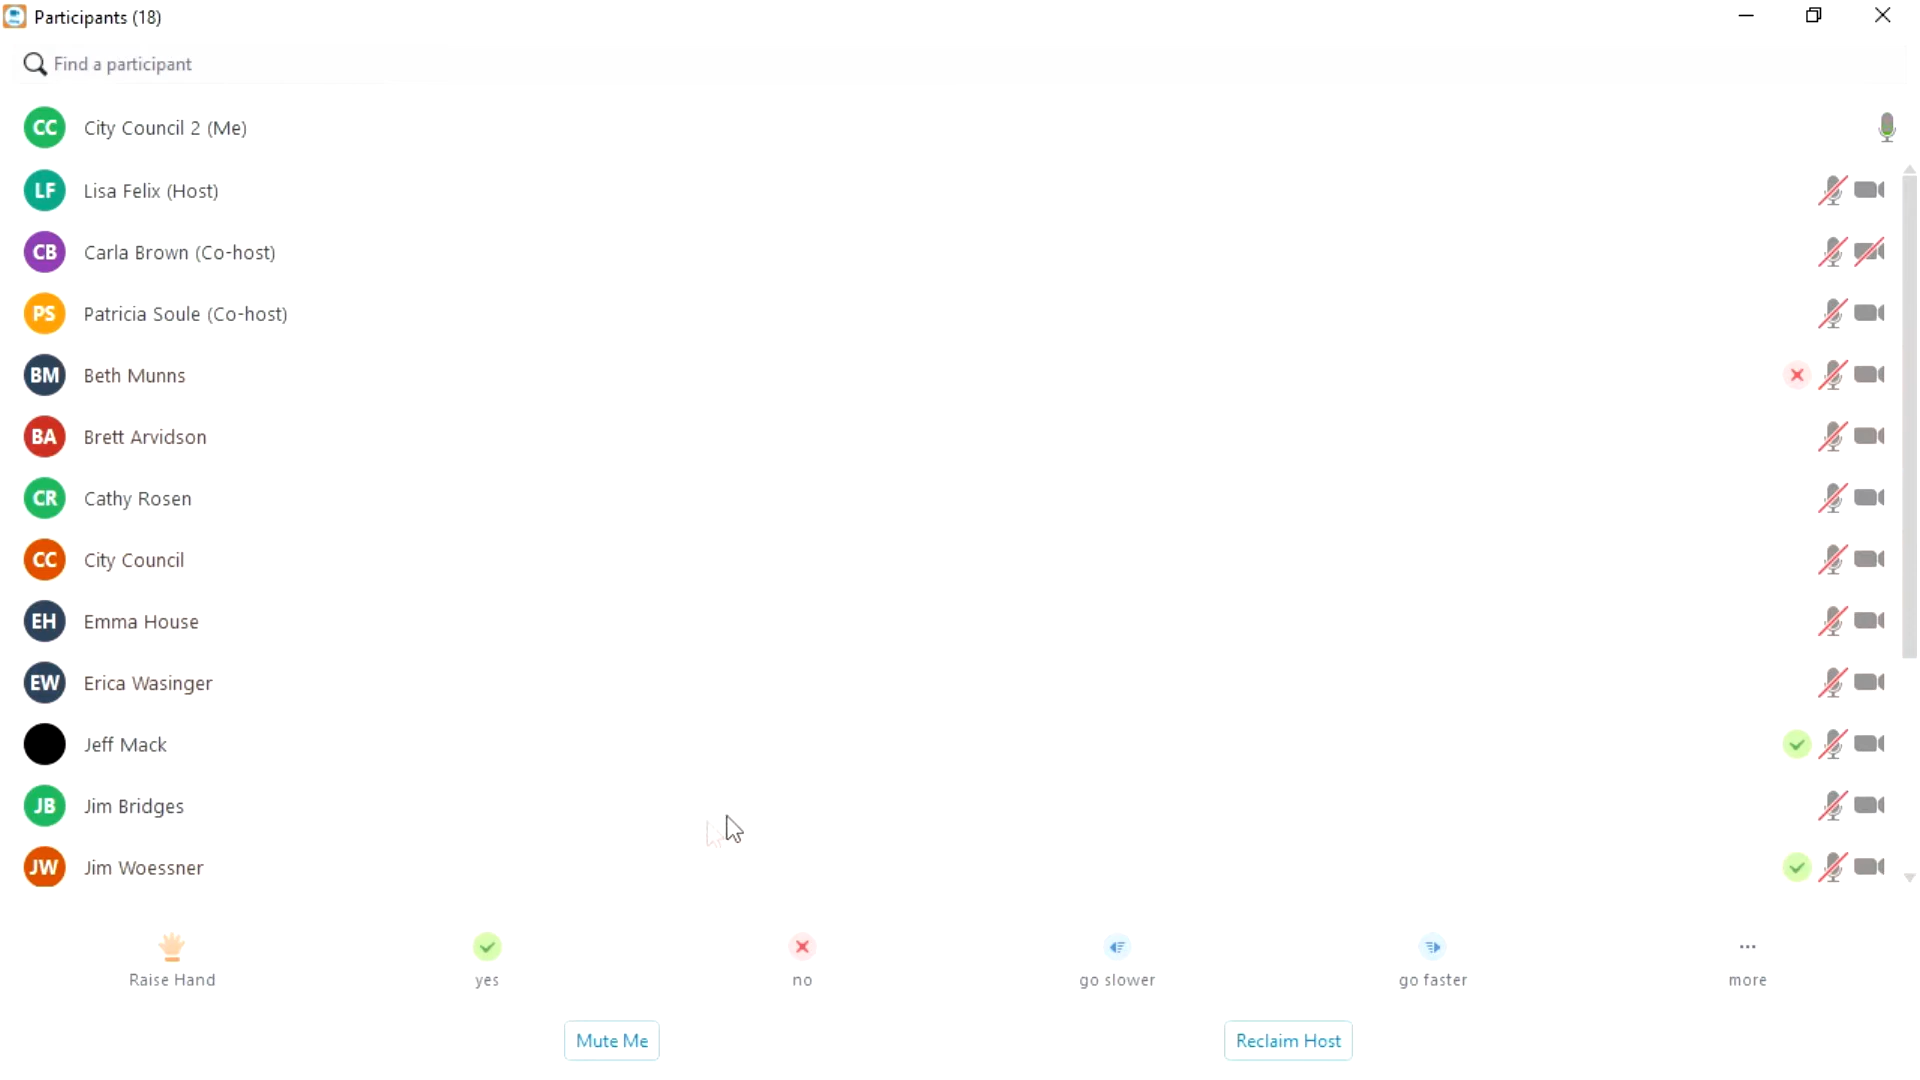 Participants (18)
Find a participant
CC City Council 2 (Me)
LF Lisa Felix (Host)
CB Carla Brown (Co-host)
PS Patricia Soule (Co-host)
BM Beth Munns
BA Brett Arvidson
CR Cathy Rosen
CC City Council
EH Emma House
EW Erica Wasinger
Jeff Mack
JB Jim Bridges
JW Jim Woessner
Raise Hand yes no go slower go faster more
Mute Me Reclaim Host